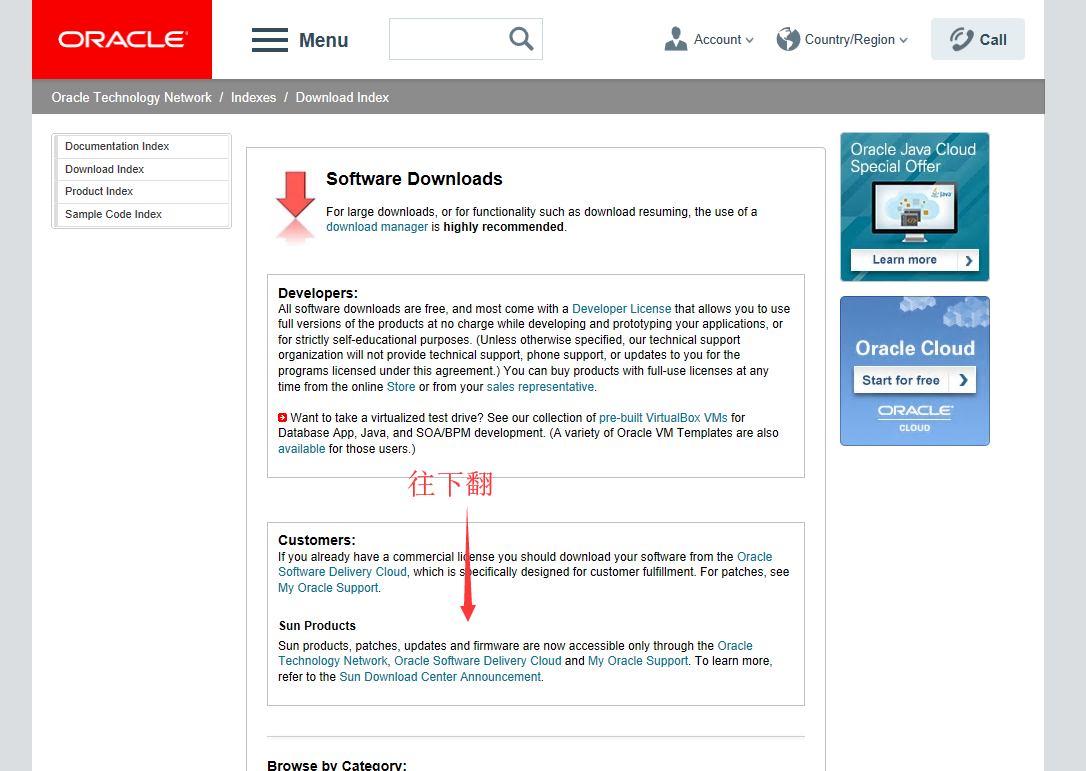 ORACLE
Menu
Account
Country/Region
Call
Oracle Technology Network / Indexes / Download Index
Documentation Index
Download Index
Product Index
Sample Code Index
Software Downloads
For large downloads, or for functionality such as download resuming, the use of a
download manager is highly recommended.
Developers:
All software downloads are free, and most come with a Developer License that allows you to use
full versions of the products at no charge while developing and prototyping your applications, or
for strictly self-educational purposes. (Unless otherwise specified, our technical support
organization will not provide technical support, phone support, or updates to you for the
programs licensed under this agreement.) You can buy products with full-use licenses at any
time from the online Store or from your sales representative.
Want to take a virtualized test drive? See our collection of pre-built VirtualBox VMs for
Database App, Java, and SOA/BPM development. (A variety of Oracle VM Templates are also
available for those users.)
往下翻
Customers:
If you already have a commercial license you should download your software from the Oracle
Software Delivery Cloud, which is specifically designed for customer fulfillment. For patches, see
My Oracle Support.
Sun Products
Sun products, patches, updates and firmware are now accessible only through the Oracle
Technology Network, Oracle Software Delivery Cloud and My Oracle Support. To learn more,
refer to the Sun Download Center Announcement.
Browse by Category:
Oracle Java Cloud
Special Offer
Java
Learn more
Oracle Cloud
Start for free
ORACLE
CLOUD